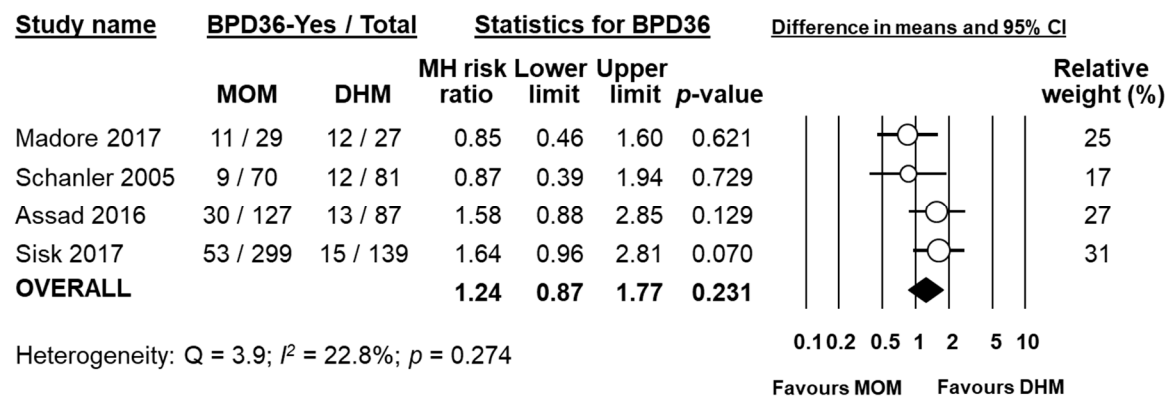 Study name BPD36-Yes / Total Statistics for BPD36 Difference in means and 95% CI
MOM DHM MH risk ratio Lower limit Upper limit p-value Relative weight (%)
Madore 2017 11 / 29 12 / 27 0.85 0.46 1.60 0.621 25
Schanler 2005 9 / 70 12 / 81 0.87 0.39 1.94 0.729 17
Assad 2016 30 / 127 13 / 87 1.58 0.88 2.85 0.129 27
Sisk 2017 53 / 299 15 / 139 1.64 0.96 2.81 0.070 31
OVERALL 1.24 0.87 1.77 0.231
0.1 0.2 0.5 1 2 5 10
Heterogeneity: Q = 3.9; I² = 22.8%; p = 0.274
Favours MOM Favours DHM